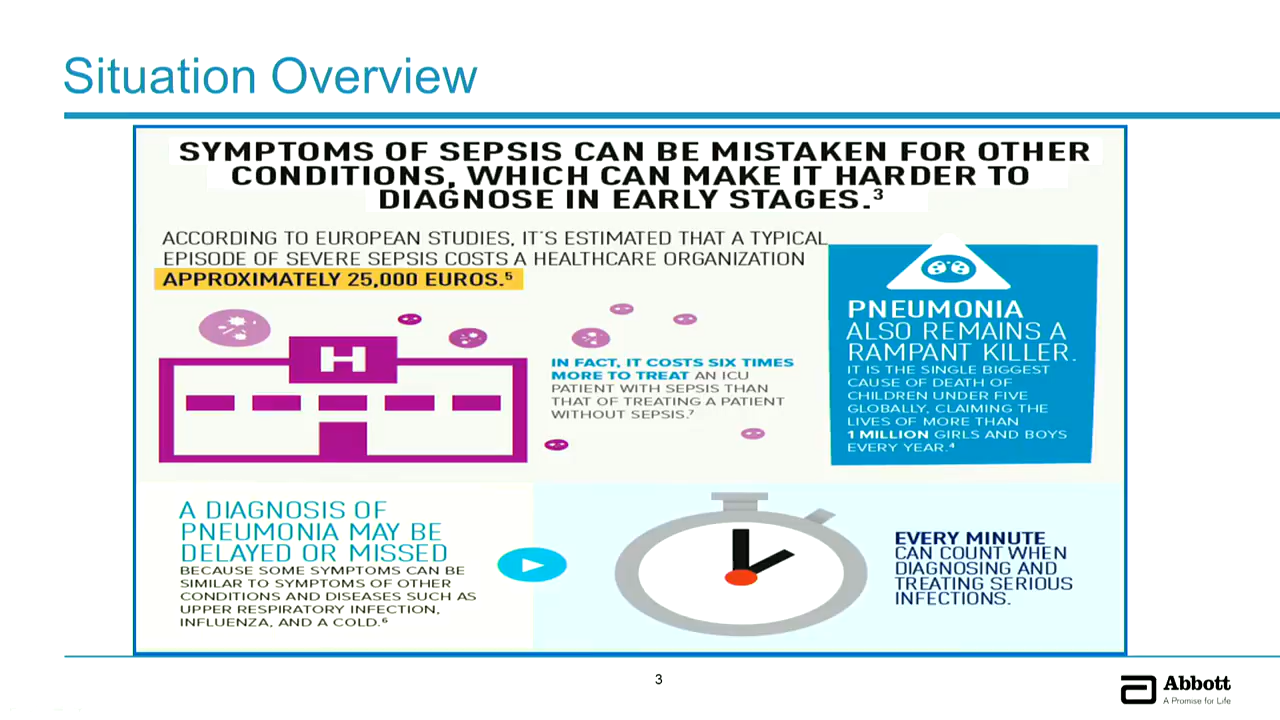 Situation Overview
SYMPTOMS OF SEPSIS CAN BE MISTAKEN FOR OTHER
CONDITIONS, WHICH CAN MAKE IT HARDER TO
DIAGNOSE IN EARLY STAGES.³
ACCORDING TO EUROPEAN STUDIES, IT'S ESTIMATED THAT A TYPICAL
EPISODE OF SEVERE SEPSIS COSTS A HEALTHCARE ORGANIZATION
APPROXIMATELY 25,000 EUROS.⁵
H
IN FACT, IT COSTS SIX TIMES
MORE TO TREAT AN ICU
PATIENT WITH SEPSIS THAN
THAT OF TREATING A PATIENT
WITHOUT SEPSIS.⁷
PNEUMONIA
ALSO REMAINS A
RAMPANT KILLER.
IT IS THE SINGLE BIGGEST
CAUSE OF DEATH OF
CHILDREN UNDER FIVE
GLOBALLY, CLAIMING THE
LIVES OF MORE THAN
1 MILLION GIRLS AND BOYS
EVERY YEAR.⁴
A DIAGNOSIS OF
PNEUMONIA MAY BE
DELAYED OR MISSED
BECAUSE SOME SYMPTOMS CAN BE
SIMILAR TO SYMPTOMS OF OTHER
CONDITIONS AND DISEASES SUCH AS
UPPER RESPIRATORY INFECTION,
INFLUENZA, AND A COLD.⁶
EVERY MINUTE
CAN COUNT WHEN
DIAGNOSING AND
TREATING SERIOUS
INFECTIONS.
3
Abbott
A Promise for Life